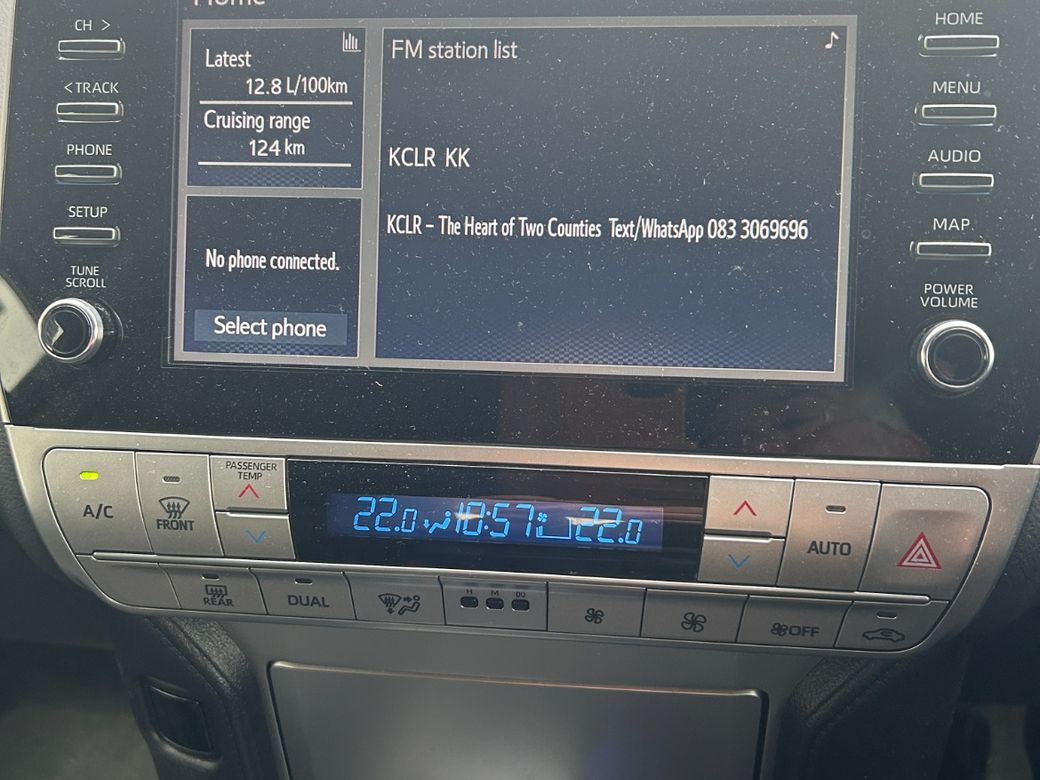 Home
CH >
< TRACK
PHONE
SETUP
TUNE
SCROLL
Latest
12.8 L/100km
Cruising range
124 km
No phone connected.
Select phone
FM station list
KCLR KK
KCLR – The Heart of Two Counties Text/WhatsApp 083 3069696
HOME
MENU
AUDIO
MAP
POWER
VOLUME
A/C
FRONT
PASSENGER
TEMP
22.0 10:57 22.0
AUTO
REAR
DUAL
H M 00
OFF